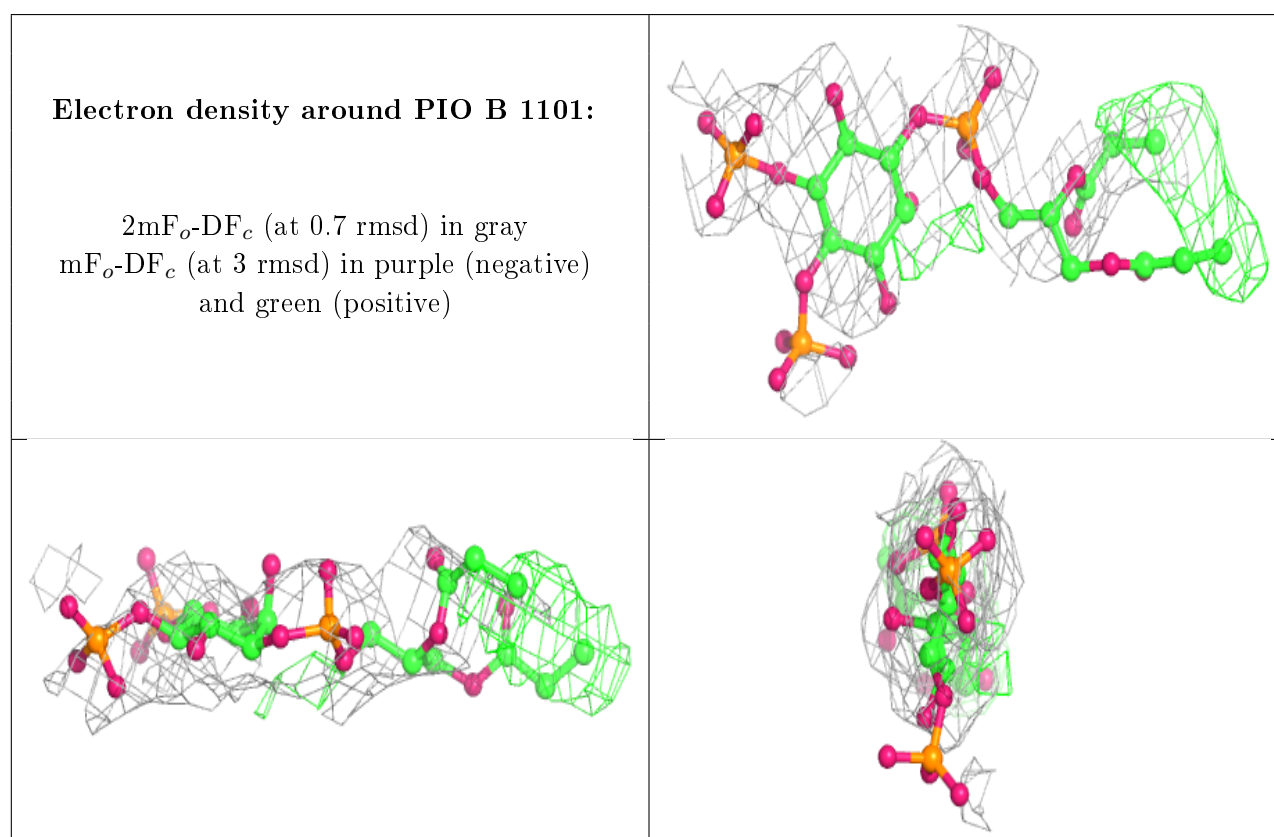 Electron density around PIO B 1101:
2mFo-DFc (at 0.7 rmsd) in gray
mFo-DFc (at 3 rmsd) in purple (negative)
and green (positive)